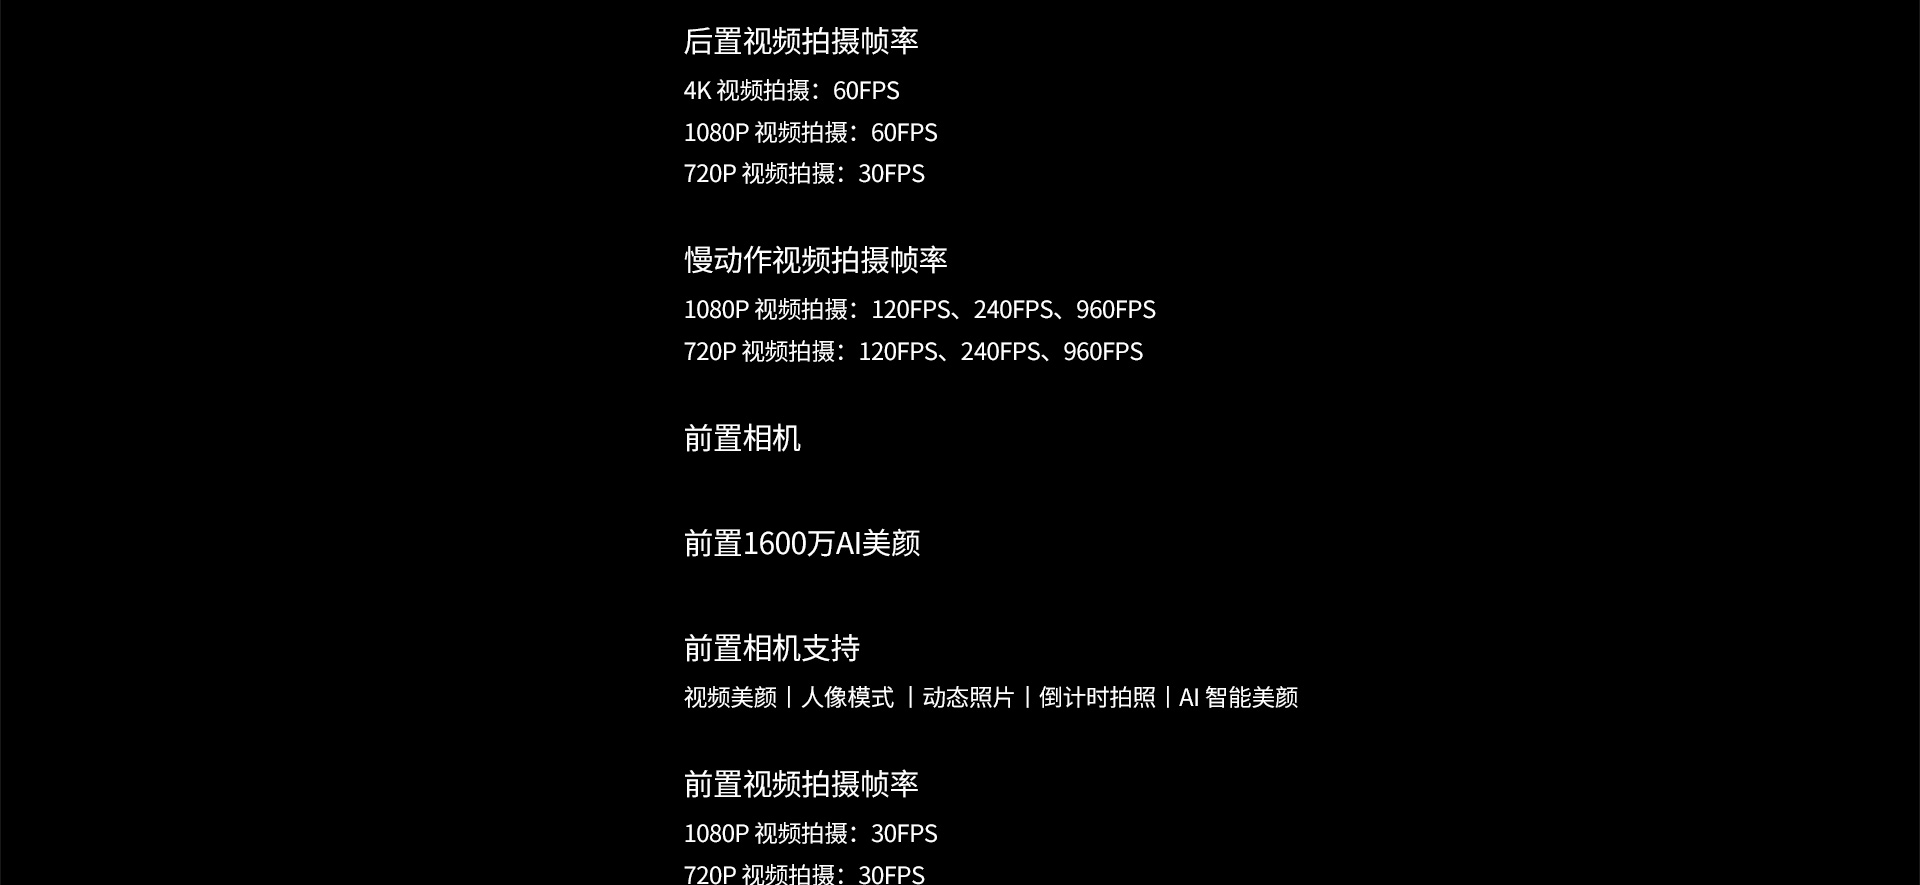 后置视频拍摄帧率
4K 视频拍摄：60FPS
1080P 视频拍摄：60FPS
720P 视频拍摄：30FPS
慢动作视频拍摄帧率
1080P 视频拍摄：120FPS、240FPS、960FPS
720P 视频拍摄：120FPS、240FPS、960FPS
前置相机
前置1600万AI美颜
前置相机支持
视频美颜丨人像模式 丨动态照片丨倒计时拍照丨AI 智能美颜
前置视频拍摄帧率
1080P 视频拍摄：30FPS
720P 视频拍摄：30FPS